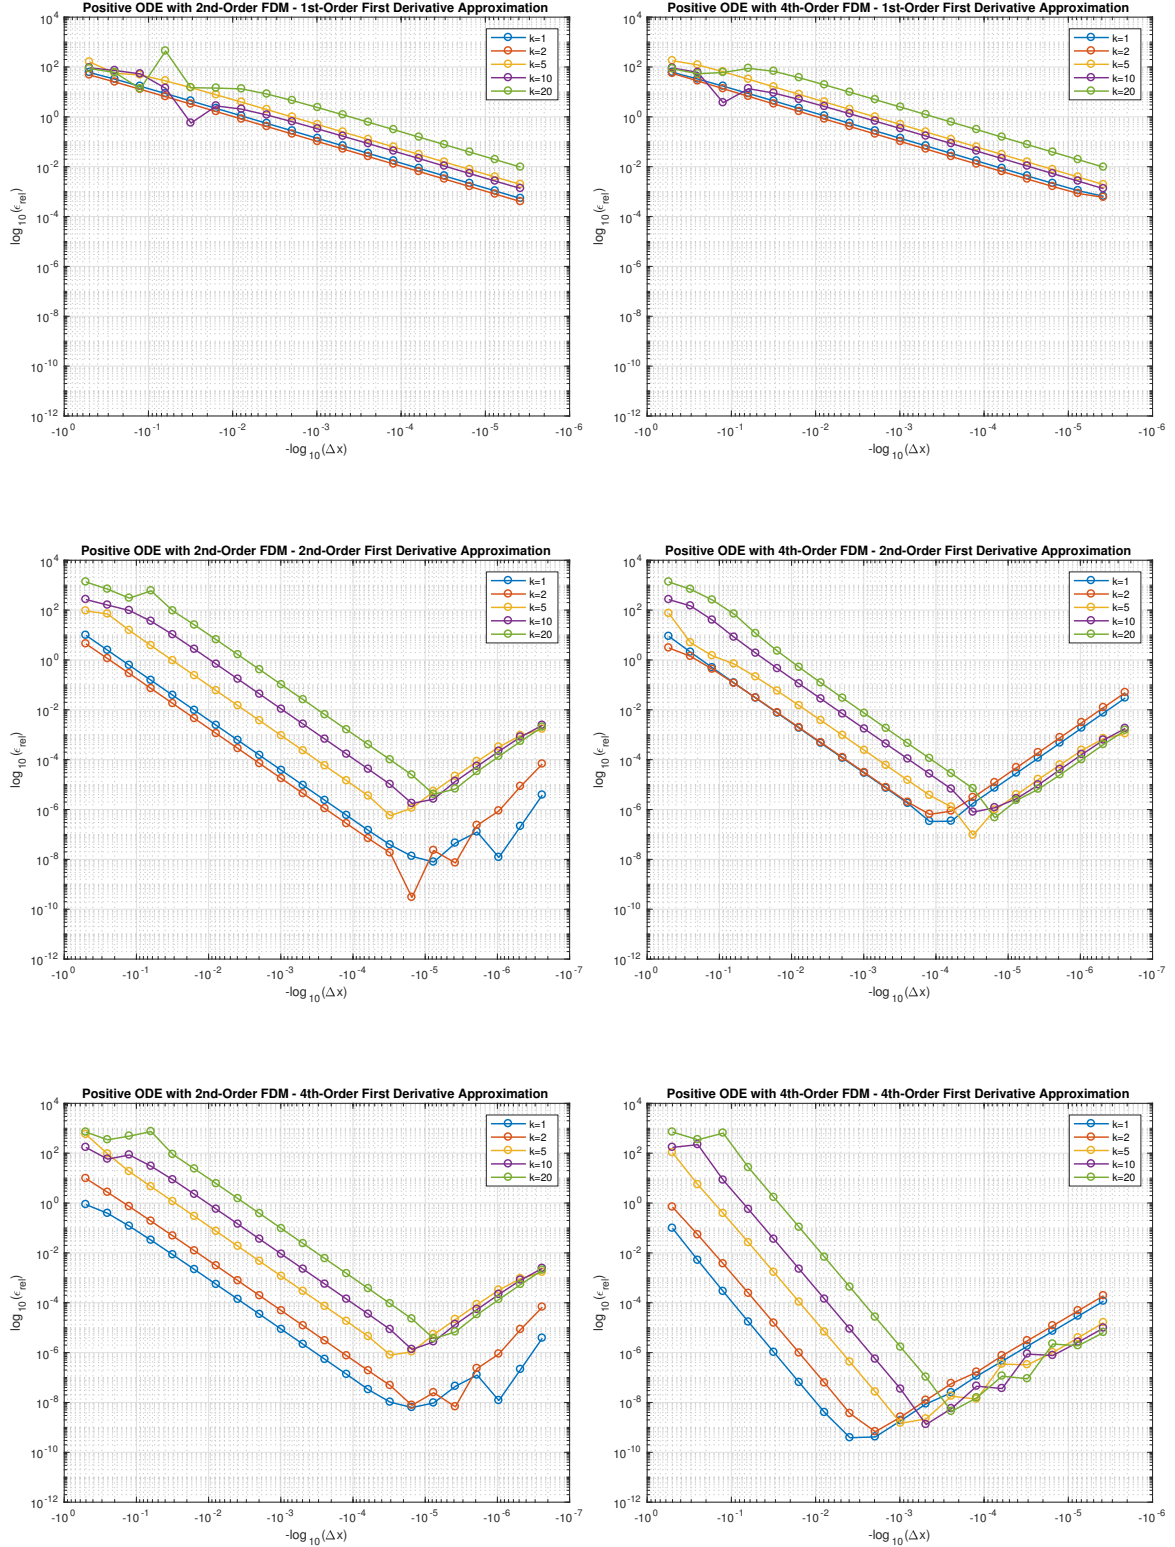 Positive ODE with 2nd-Order FDM - 1st-Order First Derivative Approximation
10^4
10^2
10^0
10^-2
10^-4
10^-6
10^-8
10^-10
10^-12
log10(ϵrel)
k=1
k=2
k=5
k=10
k=20
-10^0 -10^-1 -10^-2 -10^-3 -10^-4 -10^-5 -10^-6
-log10(Δx)
Positive ODE with 4th-Order FDM - 1st-Order First Derivative Approximation
10^4
10^2
10^0
10^-2
10^-4
10^-6
10^-8
10^-10
10^-12
log10(ϵrel)
k=1
k=2
k=5
k=10
k=20
-10^0 -10^-1 -10^-2 -10^-3 -10^-4 -10^-5 -10^-6
-log10(Δx)
Positive ODE with 2nd-Order FDM - 2nd-Order First Derivative Approximation
10^4
10^2
10^0
10^-2
10^-4
10^-6
10^-8
10^-10
10^-12
log10(ϵrel)
k=1
k=2
k=5
k=10
k=20
-10^0 -10^-1 -10^-2 -10^-3 -10^-4 -10^-5 -10^-6 -10^-7
-log10(Δx)
Positive ODE with 4th-Order FDM - 2nd-Order First Derivative Approximation
10^4
10^2
10^0
10^-2
10^-4
10^-6
10^-8
10^-10
10^-12
log10(ϵrel)
k=1
k=2
k=5
k=10
k=20
-10^0 -10^-1 -10^-2 -10^-3 -10^-4 -10^-5 -10^-6 -10^-7
-log10(Δx)
Positive ODE with 2nd-Order FDM - 4th-Order First Derivative Approximation
10^4
10^2
10^0
10^-2
10^-4
10^-6
10^-8
10^-10
10^-12
log10(ϵrel)
k=1
k=2
k=5
k=10
k=20
-10^0 -10^-1 -10^-2 -10^-3 -10^-4 -10^-5 -10^-6 -10^-7
-log10(Δx)
Positive ODE with 4th-Order FDM - 4th-Order First Derivative Approximation
10^4
10^2
10^0
10^-2
10^-4
10^-6
10^-8
10^-10
10^-12
log10(ϵrel)
k=1
k=2
k=5
k=10
k=20
-10^0 -10^-1 -10^-2 -10^-3 -10^-4 -10^-5 -10^-6
-log10(Δx)